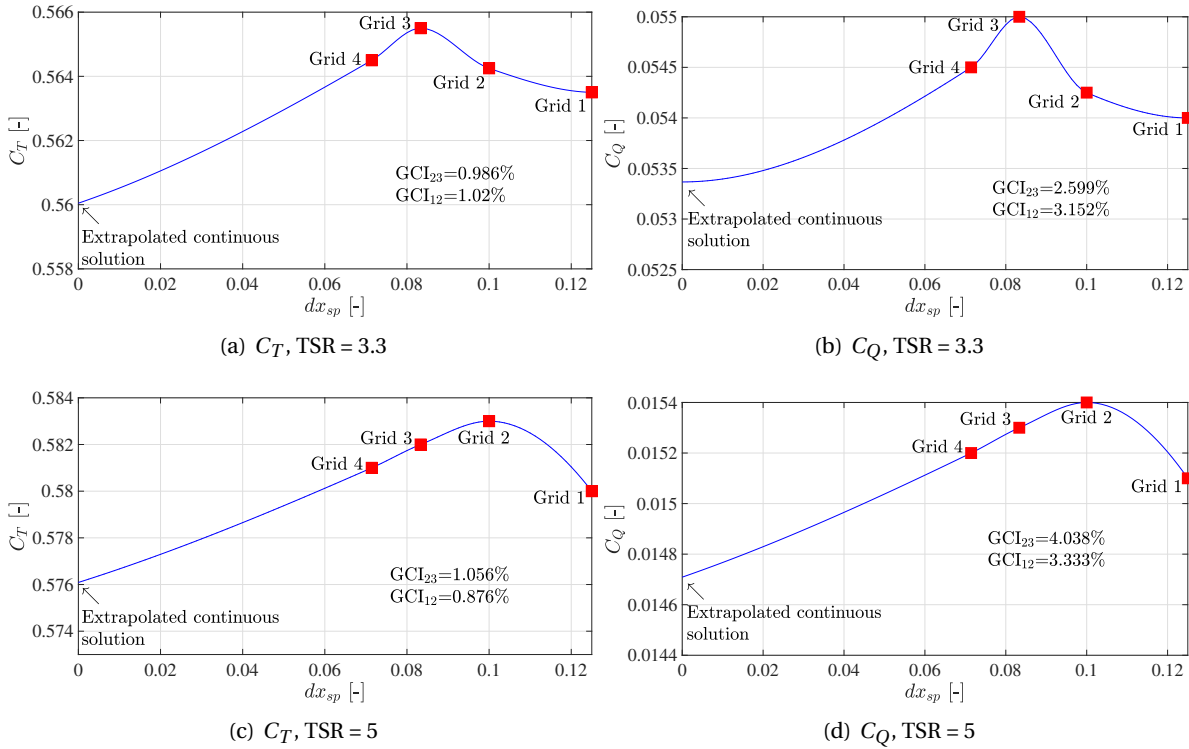 0.566
0.564
0.562
0.56
0.558
C_T [-]
Grid 3
Grid 4
Grid 2
Grid 1
GCI_23=0.986%
GCI_12=1.02%
Extrapolated continuous
solution
0 0.02 0.04 0.06 0.08 0.1 0.12
dx_sp [-]
(a) C_T, TSR = 3.3
0.055
0.0545
0.054
0.0535
0.053
0.0525
C_Q [-]
Grid 3
Grid 4
Grid 2
Grid 1
GCI_23=2.599%
GCI_12=3.152%
Extrapolated continuous
solution
0 0.02 0.04 0.06 0.08 0.1 0.12
dx_sp [-]
(b) C_Q, TSR = 3.3
0.584
0.582
0.58
0.578
0.576
0.574
C_T [-]
Grid 3
Grid 2
Grid 4
Grid 1
GCI_23=1.056%
GCI_12=0.876%
Extrapolated continuous
solution
0 0.02 0.04 0.06 0.08 0.1 0.12
dx_sp [-]
(c) C_T, TSR = 5
0.0154
0.0152
0.015
0.0148
0.0146
0.0144
C_Q [-]
Grid 3
Grid 2
Grid 4
Grid 1
GCI_23=4.038%
GCI_12=3.333%
Extrapolated continuous
solution
0 0.02 0.04 0.06 0.08 0.1 0.12
dx_sp [-]
(d) C_Q, TSR = 5